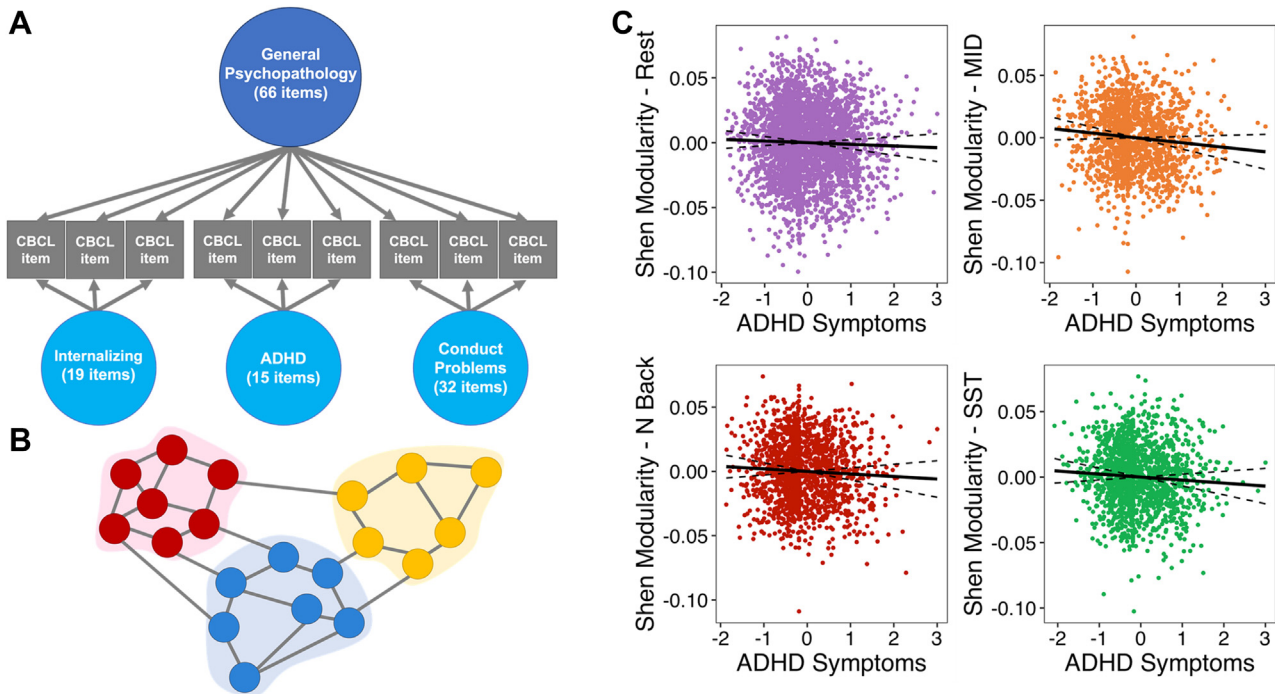 A
General
Psychopathology
(66 items)
CBCL item
CBCL item
CBCL item
CBCL item
CBCL item
CBCL item
CBCL item
CBCL item
CBCL item
Internalizing
(19 items)
ADHD
(15 items)
Conduct
Problems
(32 items)
B
C
Shen Modularity - Rest
0.05
0.00
-0.05
-0.10
-2 -1 0 1 2 3
ADHD Symptoms
Shen Modularity - MID
0.05
0.00
-0.05
-0.10
-2 -1 0 1 2 3
ADHD Symptoms
Shen Modularity - N Back
0.05
0.00
-0.05
-0.10
-2 -1 0 1 2 3
ADHD Symptoms
Shen Modularity - SST
0.05
0.00
-0.05
-0.10
-2 -1 0 1 2 3
ADHD Symptoms